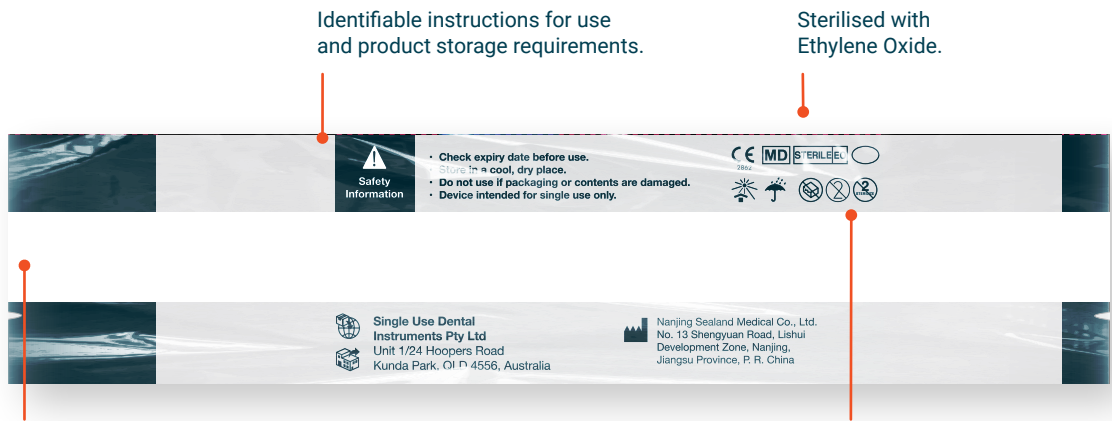 Identifiable instructions for use
and product storage requirements.
Sterilised with
Ethylene Oxide.
Safety
Information
· Check expiry date before use.
· Store in a cool, dry place.
· Do not use if packaging or contents are damaged.
· Device intended for single use only.
CE MD STERILE EO
2862
2 2
STERILIZE
Single Use Dental
Instruments Pty Ltd
Unit 1/24 Hoopers Road
Kunda Park, QLD 4556, Australia
Nanjing Sealand Medical Co., Ltd.
No. 13 Shengyuan Road, Lishui
Development Zone, Nanjing,
Jiangsu Province, P. R. China